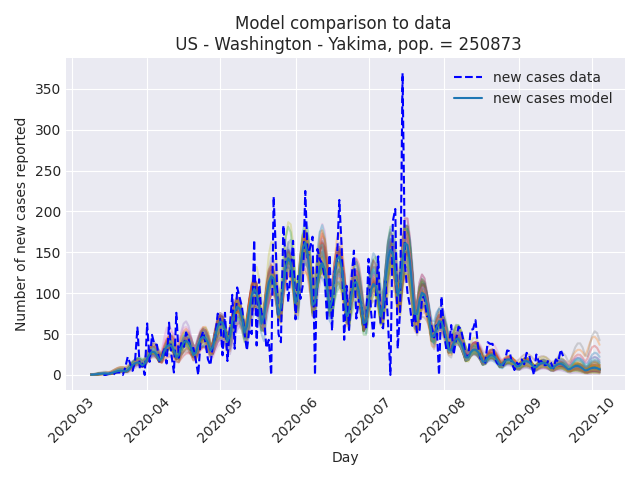 Model comparison to data
US - Washington - Yakima, pop. = 250873
new cases data
new cases model
Number of new cases reported
350
300
250
200
150
100
50
0
2020-03
2020-04
2020-05
2020-06
2020-07
2020-08
2020-09
2020-10
Day